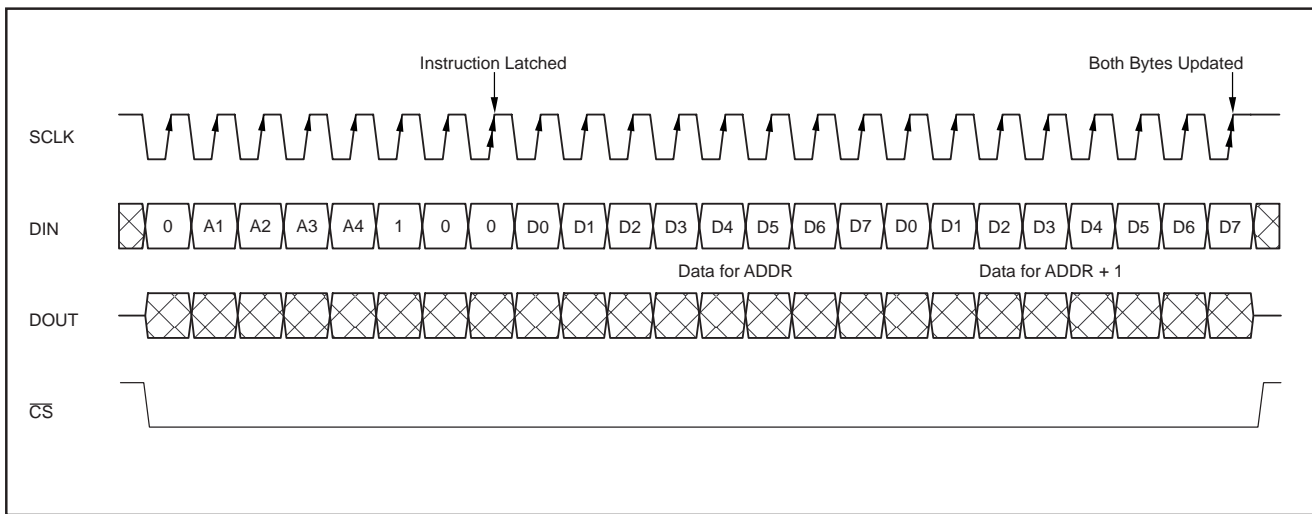 Instruction Latched
Both Bytes Updated
SCLK
DIN
0 A1 A2 A3 A4 1 0 0 D0 D1 D2 D3 D4 D5 D6 D7 D0 D1 D2 D3 D4 D5 D6 D7
Data for ADDR
Data for ADDR + 1
DOUT
C̅S̅